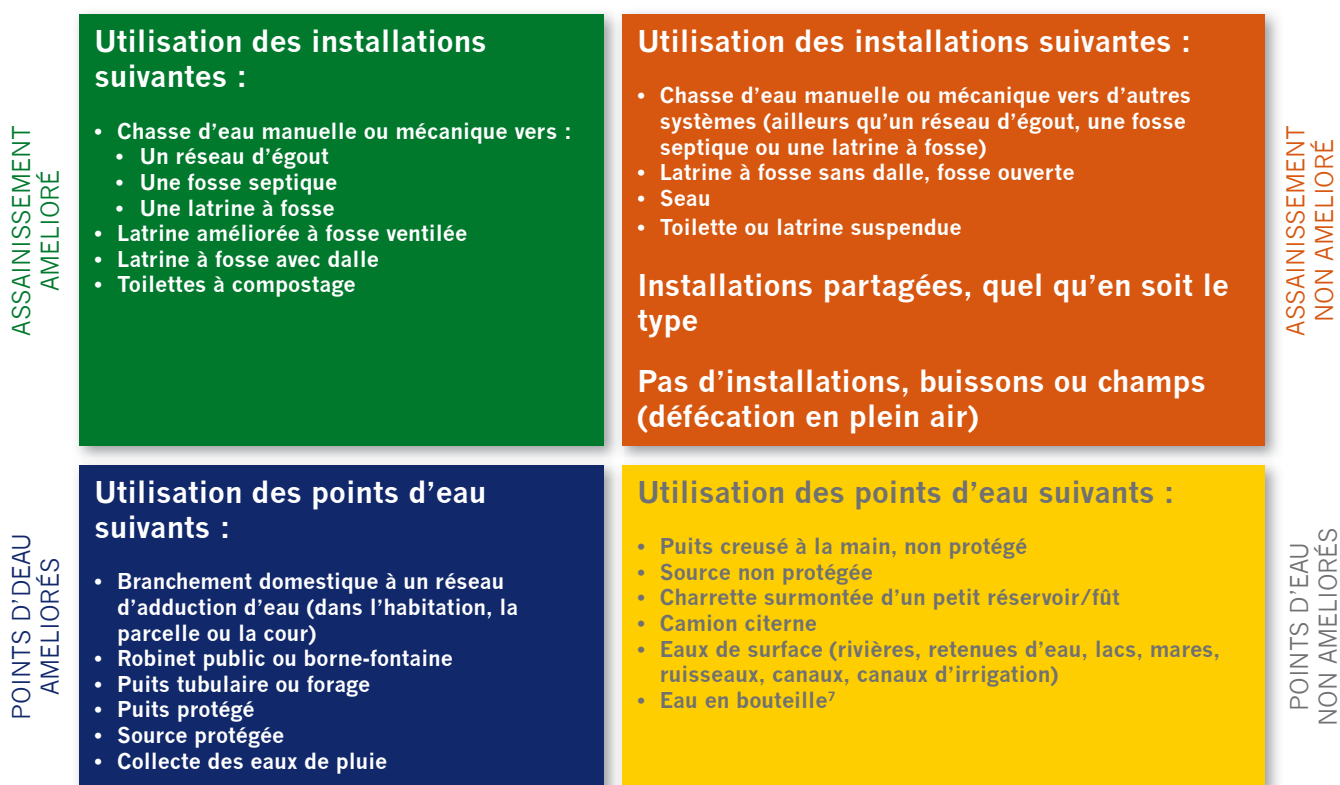 ASSAINISSEMENT
AMELIORÉ
Utilisation des installations
suivantes :
• Chasse d'eau manuelle ou mécanique vers :
• Un réseau d'égout
• Une fosse septique
• Une latrine à fosse
• Latrine améliorée à fosse ventilée
• Latrine à fosse avec dalle
• Toilettes à compostage
Utilisation des installations suivantes :
• Chasse d'eau manuelle ou mécanique vers d'autres
systèmes (ailleurs qu'un réseau d'égout, une fosse
septique ou une latrine à fosse)
• Latrine à fosse sans dalle, fosse ouverte
• Seau
• Toilette ou latrine suspendue
Installations partagées, quel qu'en soit le
type
Pas d'installations, buissons ou champs
(défécation en plein air)
ASSAINISSEMENT
NON AMELIORÉ
POINTS D'DEAU
AMELIORÉS
Utilisation des points d'eau
suivants :
• Branchement domestique à un réseau
d'adduction d'eau (dans l'habitation, la
parcelle ou la cour)
• Robinet public ou borne-fontaine
• Puits tubulaire ou forage
• Puits protégé
• Source protégée
• Collecte des eaux de pluie
Utilisation des points d'eau suivants :
• Puits creusé à la main, non protégé
• Source non protégée
• Charrette surmontée d'un petit réservoir/fût
• Camion citerne
• Eaux de surface (rivières, retenues d'eau, lacs, mares,
ruisseaux, canaux, canaux d'irrigation)
• Eau en bouteille⁷
POINTS D'EAU
NON AMELIORÉS